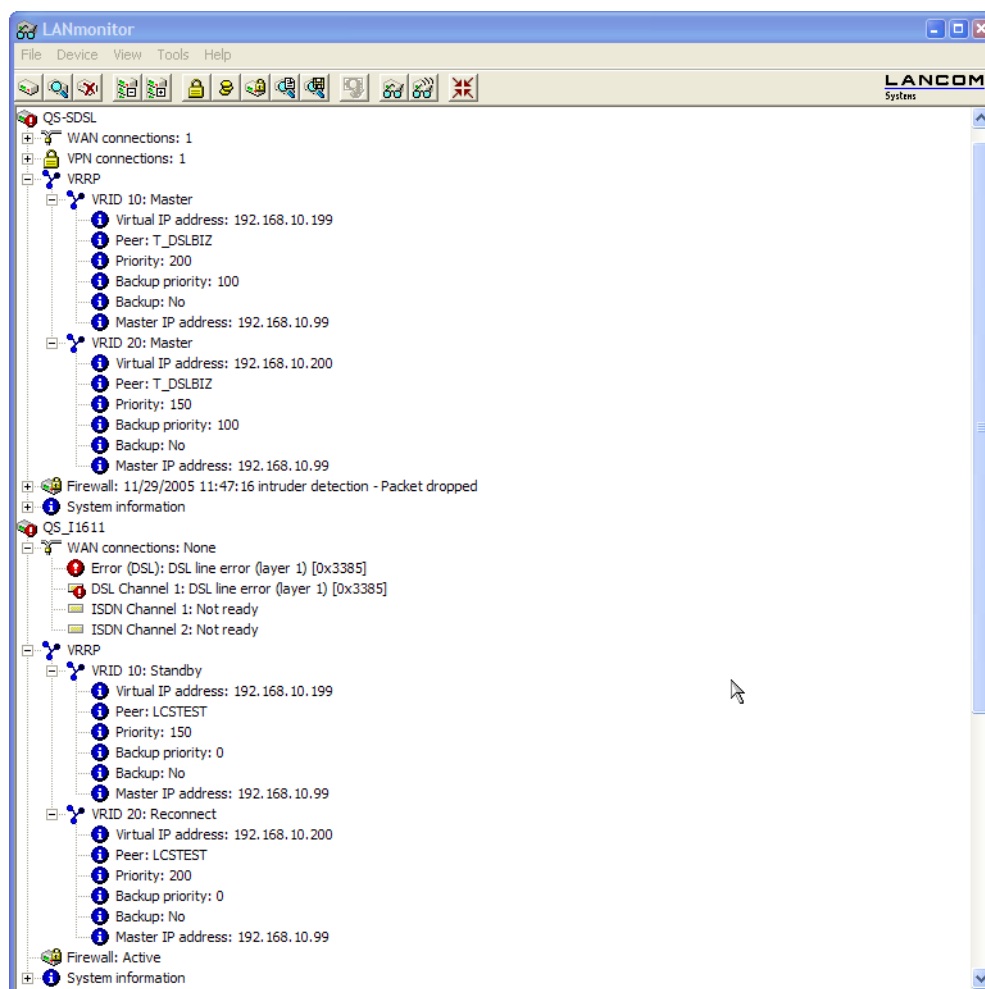 LANmonitor
File Device View Tools Help
LANCOM
Systems
QS-SDSL
WAN connections: 1
VPN connections: 1
VRRP
VRID 10: Master
Virtual IP address: 192.168.10.199
Peer: T_DSLBIZ
Priority: 200
Backup priority: 100
Backup: No
Master IP address: 192.168.10.99
VRID 20: Master
Virtual IP address: 192.168.10.200
Peer: T_DSLBIZ
Priority: 150
Backup priority: 100
Backup: No
Master IP address: 192.168.10.99
Firewall: 11/29/2005 11:47:16 intruder detection - Packet dropped
System information
QS_I1611
WAN connections: None
Error (DSL): DSL line error (layer 1) [0x3385]
DSL Channel 1: DSL line error (layer 1) [0x3385]
ISDN Channel 1: Not ready
ISDN Channel 2: Not ready
VRRP
VRID 10: Standby
Virtual IP address: 192.168.10.199
Peer: LCSTEST
Priority: 150
Backup priority: 0
Backup: No
Master IP address: 192.168.10.99
VRID 20: Reconnect
Virtual IP address: 192.168.10.200
Peer: LCSTEST
Priority: 200
Backup priority: 0
Backup: No
Master IP address: 192.168.10.99
Firewall: Active
System information